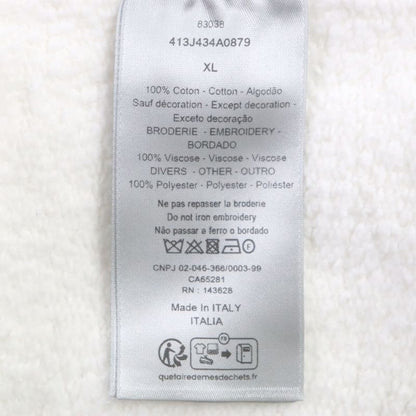 83038
413J434A0879
XL
100% Coton - Cotton - Algodão
Sauf décoration - Except decoration -
Exceto decoração
BRODERIE - EMBROIDERY -
BORDADO
100% Viscose - Viscose - Viscose
DIVERS - OTHER - OUTRO
100% Polyester - Polyester - Poliéster
Ne pas repasser la broderie
Do not iron embroidery
Não passar a ferro o bordado
CNPJ 02-046-366/0003-99
CA65281
RN : 143628
Made In ITALY
ITALIA
FR
quefairedemesdechets.fr